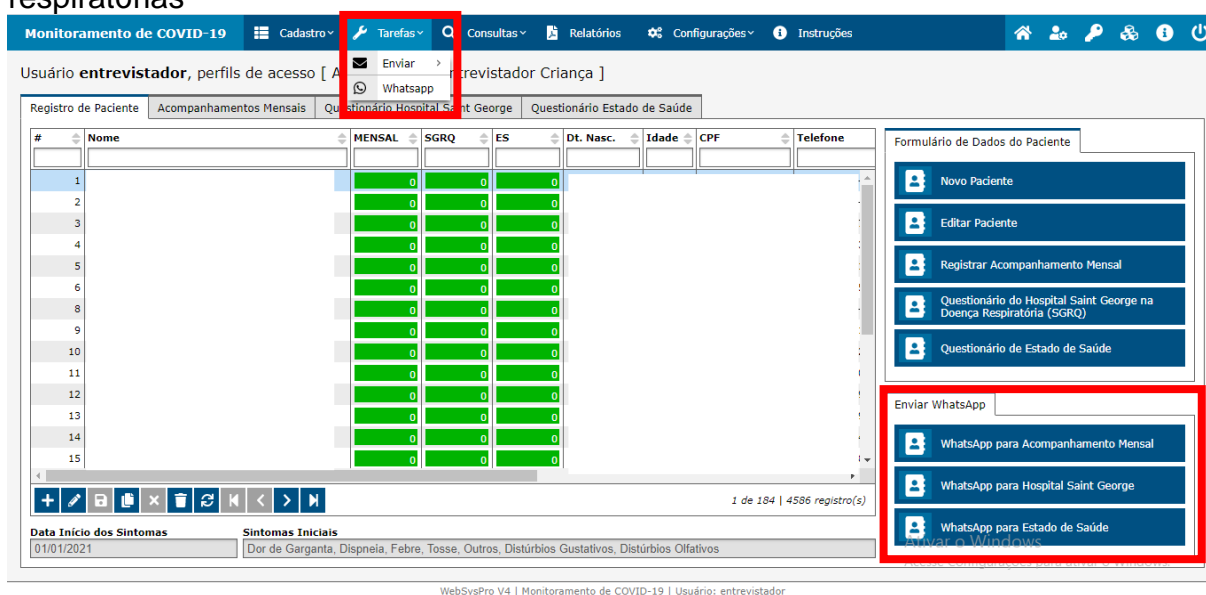 respiratórias
Monitoramento de COVID-19 Cadastro Tarefas Consultas Relatórios Configurações Instruções
Enviar
Whatsapp
Usuário entrevistador, perfils de acesso [ A trevistador Criança ]
Registro de Paciente Acompanhamentos Mensais Questionário Hospital Saint George Questionário Estado de Saúde
# Nome MENSAL SGRQ ES Dt. Nasc. Idade CPF Telefone
1 0 0 0
2 0 0 0
3 0 0 0
4 0 0 0
5 0 0 0
6 0 0 0
8 0 0 0
9 0 0 0
10 0 0 0
11 0 0 0
12 0 0 0
13 0 0 0
14 0 0 0
15 0 0 0
1 de 184 | 4586 registro(s)
Data Início dos Sintomas Sintomas Iniciais
01/01/2021 Dor de Garganta, Dispneia, Febre, Tosse, Outros, Distúrbios Gustativos, Distúrbios Olfativos
Formulário de Dados do Paciente
Novo Paciente
Editar Paciente
Registrar Acompanhamento Mensal
Questionário do Hospital Saint George na
Doença Respiratória (SGRQ)
Questionário de Estado de Saúde
Enviar WhatsApp
WhatsApp para Acompanhamento Mensal
WhatsApp para Hospital Saint George
WhatsApp para Estado de Saúde
Ativar o Windows
Acesse Configurações para ativar o Windows.
WebSysPro V4 | Monitoramento de COVID-19 | Usuário: entrevistador